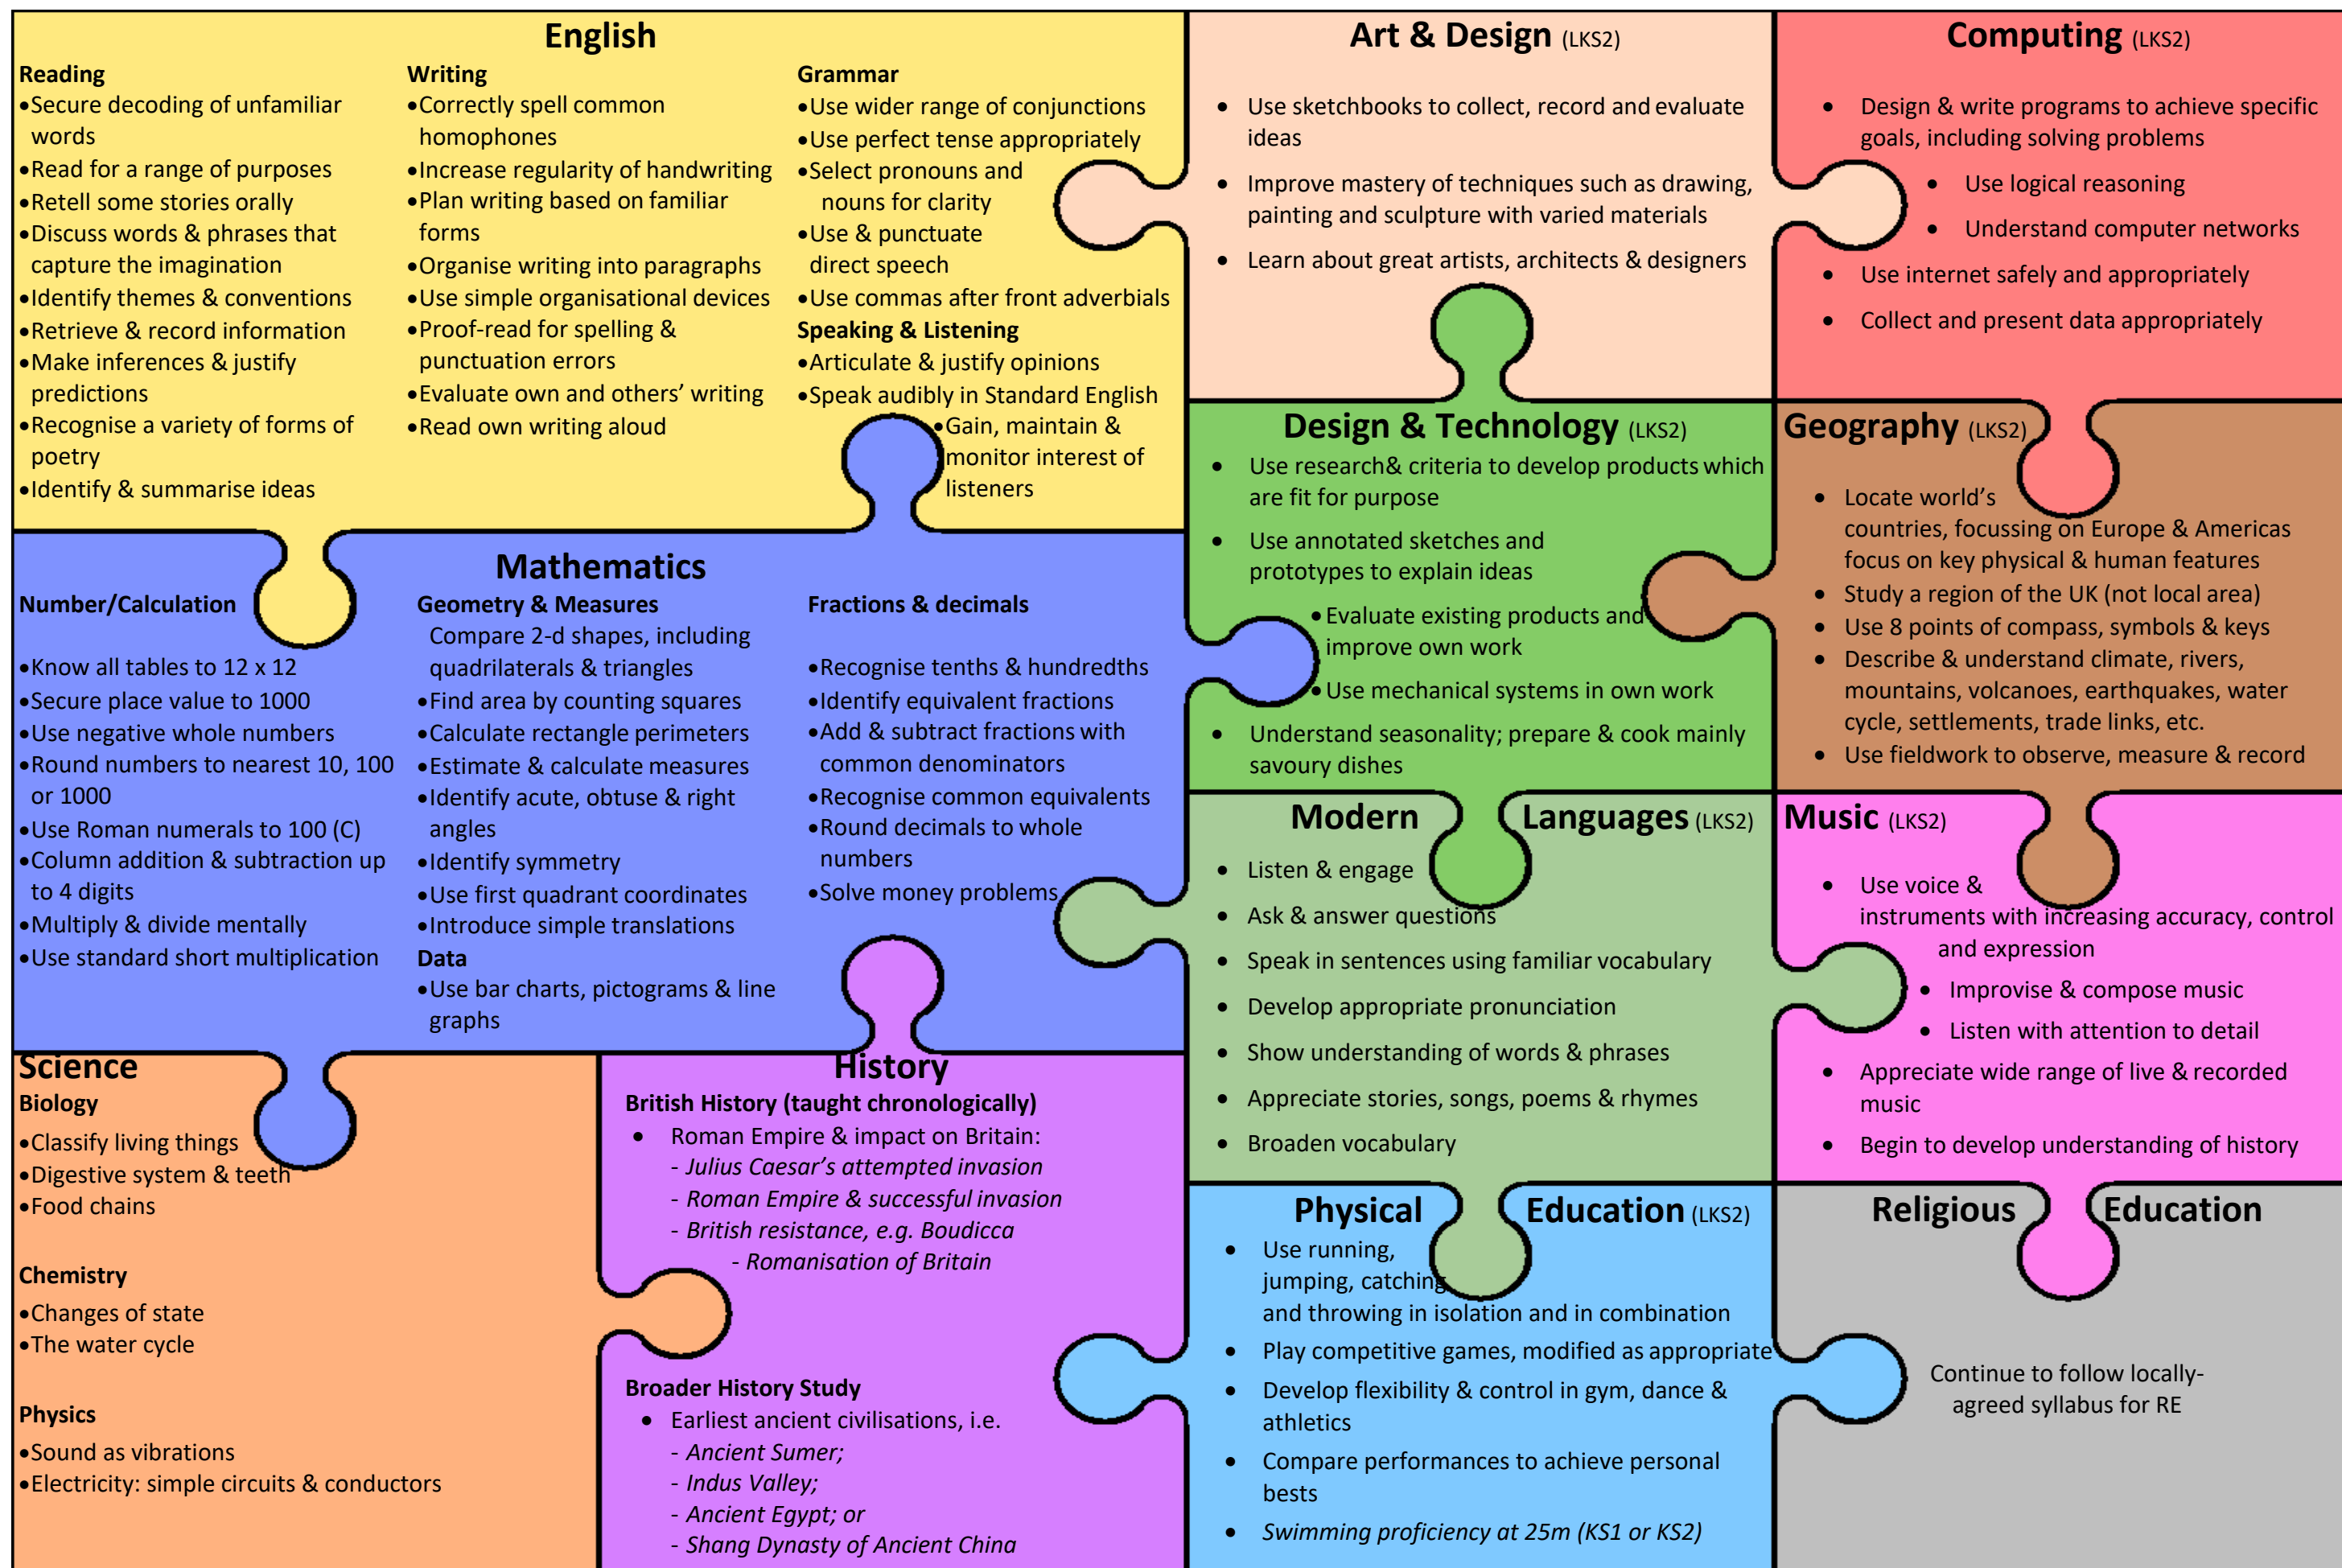 English
Reading
•Secure decoding of unfamiliar
words
•Read for a range of purposes
•Retell some stories orally
•Discuss words & phrases that
capture the imagination
•Identify themes & conventions
•Retrieve & record information
•Make inferences & justify
predictions
•Recognise a variety of forms of
poetry
•Identify & summarise ideas
Writing
•Correctly spell common
homophones
•Increase regularity of handwriting
•Plan writing based on familiar
forms
•Organise writing into paragraphs
•Use simple organisational devices
•Proof-read for spelling &
punctuation errors
•Evaluate own and others’ writing
•Read own writing aloud
Grammar
•Use wider range of conjunctions
•Use perfect tense appropriately
•Select pronouns and
nouns for clarity
•Use & punctuate
direct speech
•Use commas after front adverbials
Speaking & Listening
•Articulate & justify opinions
•Speak audibly in Standard English
•Gain, maintain &
monitor interest of
listeners
Art & Design (LKS2)
• Use sketchbooks to collect, record and evaluate
ideas
• Improve mastery of techniques such as drawing,
painting and sculpture with varied materials
• Learn about great artists, architects & designers
Computing (LKS2)
• Design & write programs to achieve specific
goals, including solving problems
• Use logical reasoning
• Understand computer networks
• Use internet safely and appropriately
• Collect and present data appropriately
Mathematics
Number/Calculation
•Know all tables to 12 x 12
•Secure place value to 1000
•Use negative whole numbers
•Round numbers to nearest 10, 100
or 1000
•Use Roman numerals to 100 (C)
•Column addition & subtraction up
to 4 digits
•Multiply & divide mentally
•Use standard short multiplication
Geometry & Measures
Compare 2-d shapes, including
quadrilaterals & triangles
•Find area by counting squares
•Calculate rectangle perimeters
•Estimate & calculate measures
•Identify acute, obtuse & right
angles
•Identify symmetry
•Use first quadrant coordinates
•Introduce simple translations
Data
•Use bar charts, pictograms & line
graphs
Fractions & decimals
•Recognise tenths & hundredths
•Identify equivalent fractions
•Add & subtract fractions with
common denominators
•Recognise common equivalents
•Round decimals to whole
numbers
•Solve money problems
Design & Technology (LKS2)
• Use research& criteria to develop products which
are fit for purpose
• Use annotated sketches and
prototypes to explain ideas
•Evaluate existing products and
improve own work
•Use mechanical systems in own work
• Understand seasonality; prepare & cook mainly
savoury dishes
Geography (LKS2)
• Locate world’s
countries, focussing on Europe & Americas
focus on key physical & human features
• Study a region of the UK (not local area)
• Use 8 points of compass, symbols & keys
• Describe & understand climate, rivers,
mountains, volcanoes, earthquakes, water
cycle, settlements, trade links, etc.
• Use fieldwork to observe, measure & record
Modern Languages (LKS2)
• Listen & engage
• Ask & answer questions
• Speak in sentences using familiar vocabulary
• Develop appropriate pronunciation
• Show understanding of words & phrases
• Appreciate stories, songs, poems & rhymes
• Broaden vocabulary
Music (LKS2)
• Use voice &
instruments with increasing accuracy, control
and expression
• Improvise & compose music
• Listen with attention to detail
• Appreciate wide range of live & recorded
music
• Begin to develop understanding of history
Science
Biology
•Classify living things
•Digestive system & teeth
•Food chains
Chemistry
•Changes of state
•The water cycle
Physics
•Sound as vibrations
•Electricity: simple circuits & conductors
History
British History (taught chronologically)
• Roman Empire & impact on Britain:
- Julius Caesar’s attempted invasion
- Roman Empire & successful invasion
- British resistance, e.g. Boudicca
- Romanisation of Britain
Broader History Study
• Earliest ancient civilisations, i.e.
- Ancient Sumer;
- Indus Valley;
- Ancient Egypt; or
- Shang Dynasty of Ancient China
Physical Education (LKS2)
• Use running,
jumping, catching
and throwing in isolation and in combination
• Play competitive games, modified as appropriate
• Develop flexibility & control in gym, dance &
athletics
• Compare performances to achieve personal
bests
• Swimming proficiency at 25m (KS1 or KS2)
Religious Education
Continue to follow locally-
agreed syllabus for RE